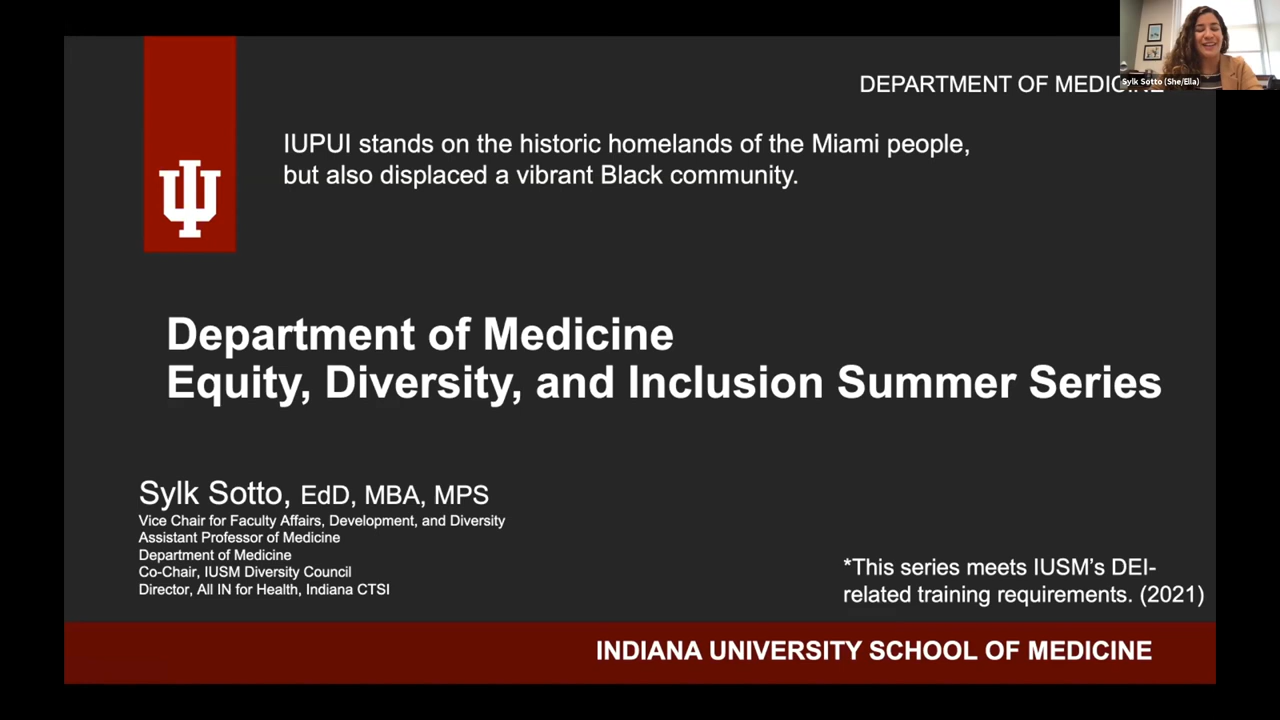 Sylk Sotto (She/Ella)
DEPARTMENT OF MEDICINE
IUPUI stands on the historic homelands of the Miami people,
but also displaced a vibrant Black community.
Department of Medicine
Equity, Diversity, and Inclusion Summer Series
Sylk Sotto, EdD, MBA, MPS
Vice Chair for Faculty Affairs, Development, and Diversity
Assistant Professor of Medicine
Department of Medicine
Co-Chair, IUSM Diversity Council
Director, All IN for Health, Indiana CTSI
*This series meets IUSM's DEI-
related training requirements. (2021)
INDIANA UNIVERSITY SCHOOL OF MEDICINE